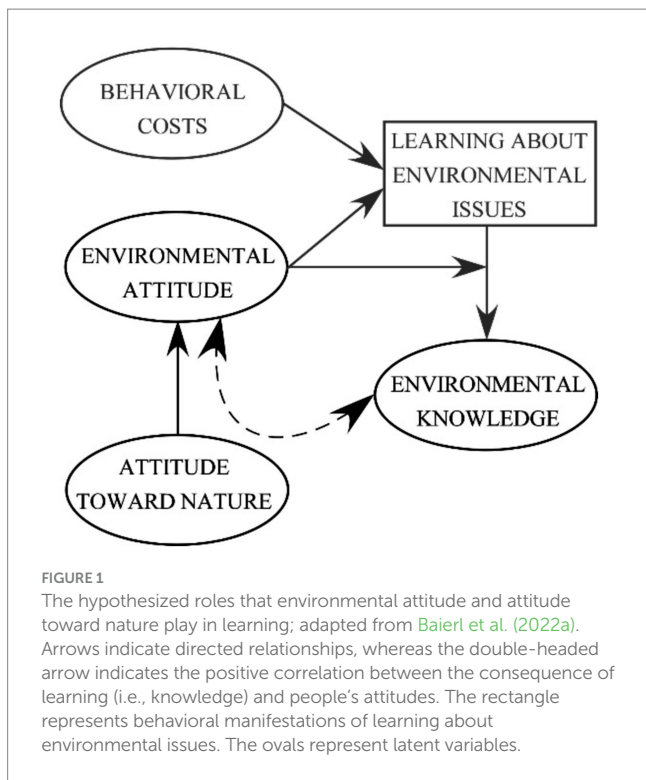 BEHAVIORAL
COSTS
LEARNING ABOUT
ENVIRONMENTAL
ISSUES
ENVIRONMENTAL
ATTITUDE
ENVIRONMENTAL
KNOWLEDGE
ATTITUDE
TOWARD NATURE
FIGURE 1
The hypothesized roles that environmental attitude and attitude
toward nature play in learning; adapted from Baierl et al. (2022a).
Arrows indicate directed relationships, whereas the double-headed
arrow indicates the positive correlation between the consequence of
learning (i.e., knowledge) and people's attitudes. The rectangle
represents behavioral manifestations of learning about
environmental issues. The ovals represent latent variables.